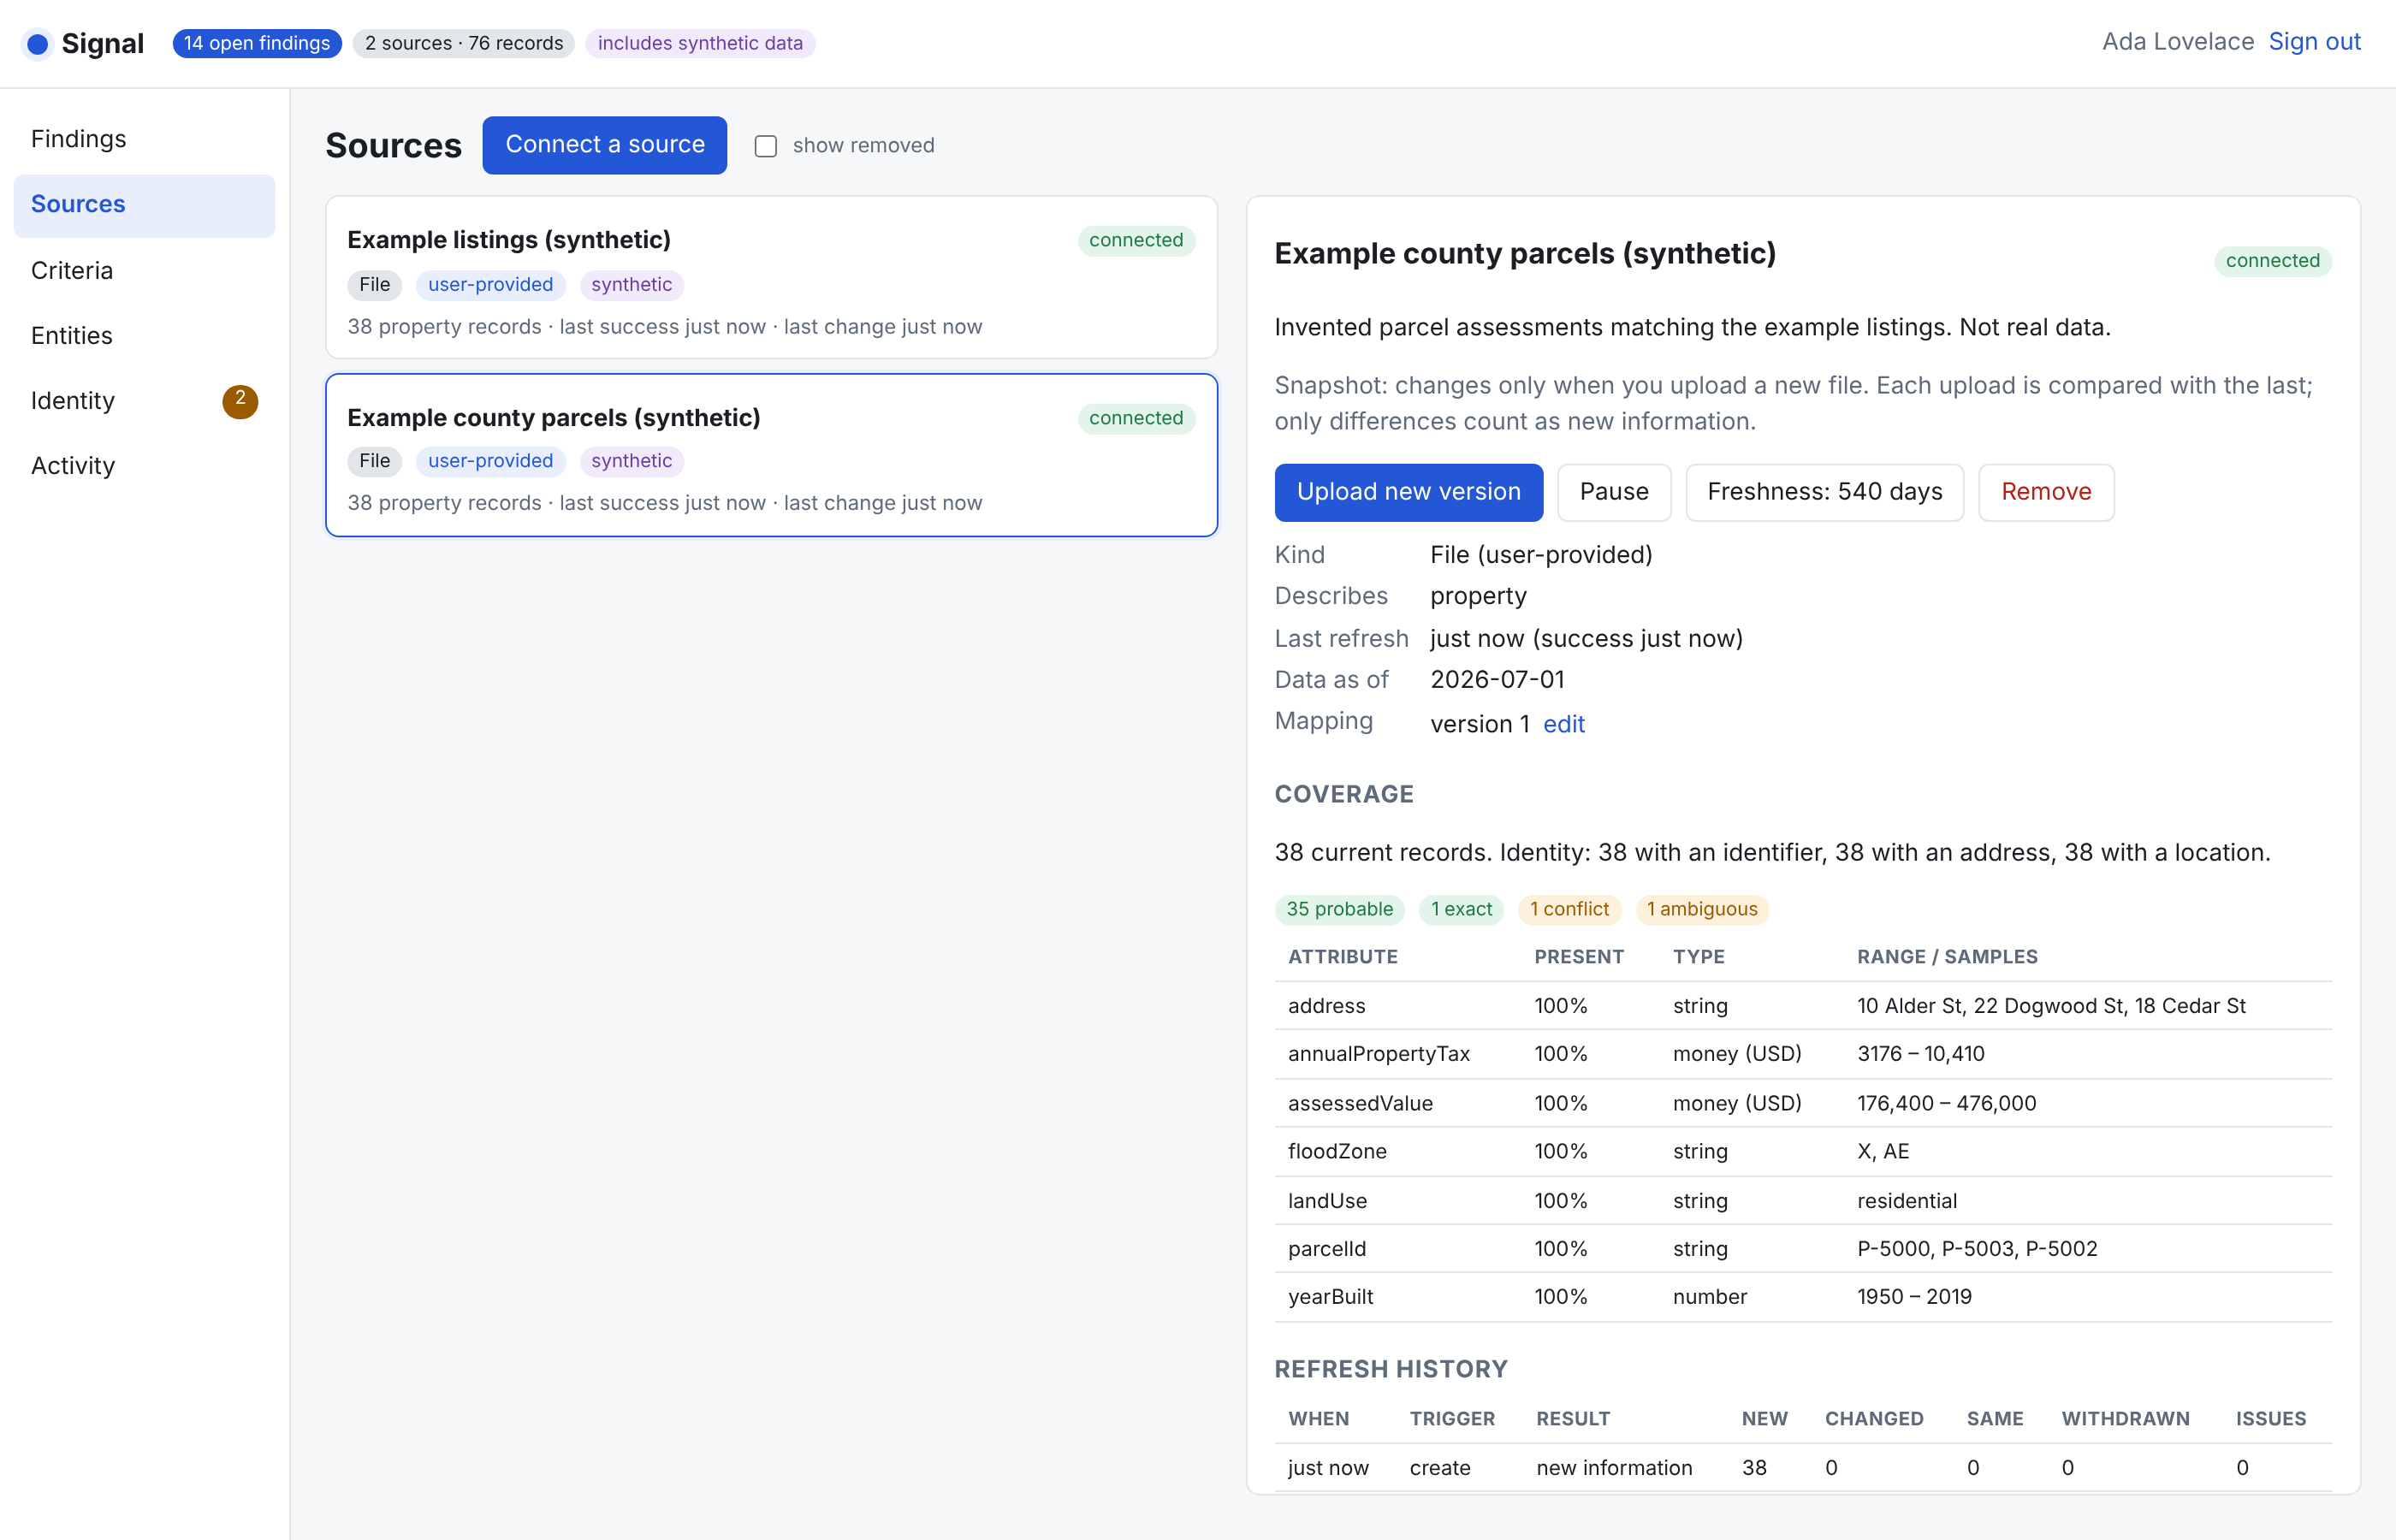 Signal 14 open findings 2 sources · 76 records includes synthetic data Ada Lovelace Sign out
Findings
Sources
Criteria
Entities
Identity 2
Activity
Sources Connect a source show removed
Example listings (synthetic) connected
File user-provided synthetic
38 property records · last success just now · last change just now
Example county parcels (synthetic) connected
File user-provided synthetic
38 property records · last success just now · last change just now
Example county parcels (synthetic) connected
Invented parcel assessments matching the example listings. Not real data.
Snapshot: changes only when you upload a new file. Each upload is compared with the last;
only differences count as new information.
Upload new version Pause Freshness: 540 days Remove
Kind File (user-provided)
Describes property
Last refresh just now (success just now)
Data as of 2026-07-01
Mapping version 1 edit
COVERAGE
38 current records. Identity: 38 with an identifier, 38 with an address, 38 with a location.
35 probable 1 exact 1 conflict 1 ambiguous
ATTRIBUTE PRESENT TYPE RANGE / SAMPLES
address 100% string 10 Alder St, 22 Dogwood St, 18 Cedar St
annualPropertyTax 100% money (USD) 3176 – 10,410
assessedValue 100% money (USD) 176,400 – 476,000
floodZone 100% string X, AE
landUse 100% string residential
parcelId 100% string P-5000, P-5003, P-5002
yearBuilt 100% number 1950 – 2019
REFRESH HISTORY
WHEN TRIGGER RESULT NEW CHANGED SAME WITHDRAWN ISSUES
just now create new information 38 0 0 0 0